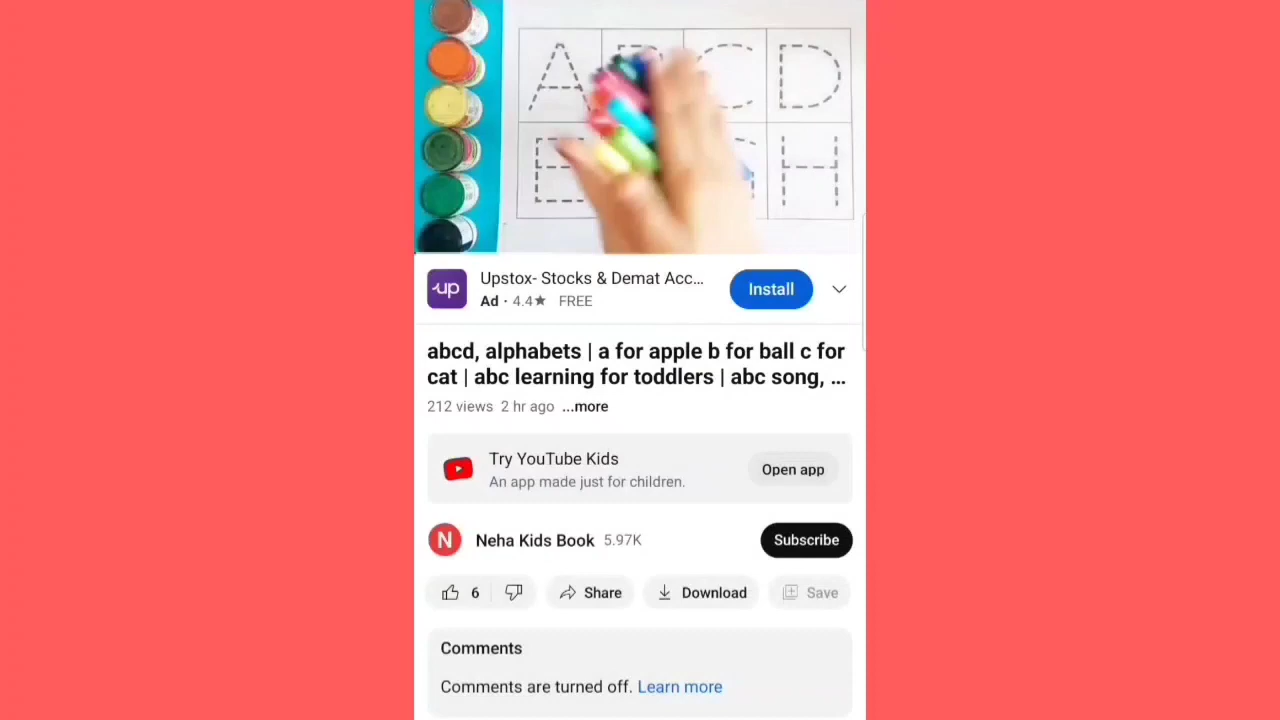 A B C D
E H
up
Upstox- Stocks & Demat Acc...
Install
Ad · 4.4★ FREE
abcd, alphabets | a for apple b for ball c for
cat | abc learning for toddlers | abc song, ...
212 views 2 hr ago ...more
Try YouTube Kids
An app made just for children.
Open app
N
Neha Kids Book 5.97K
Subscribe
6
Share
Download
Save
Comments
Comments are turned off. Learn more